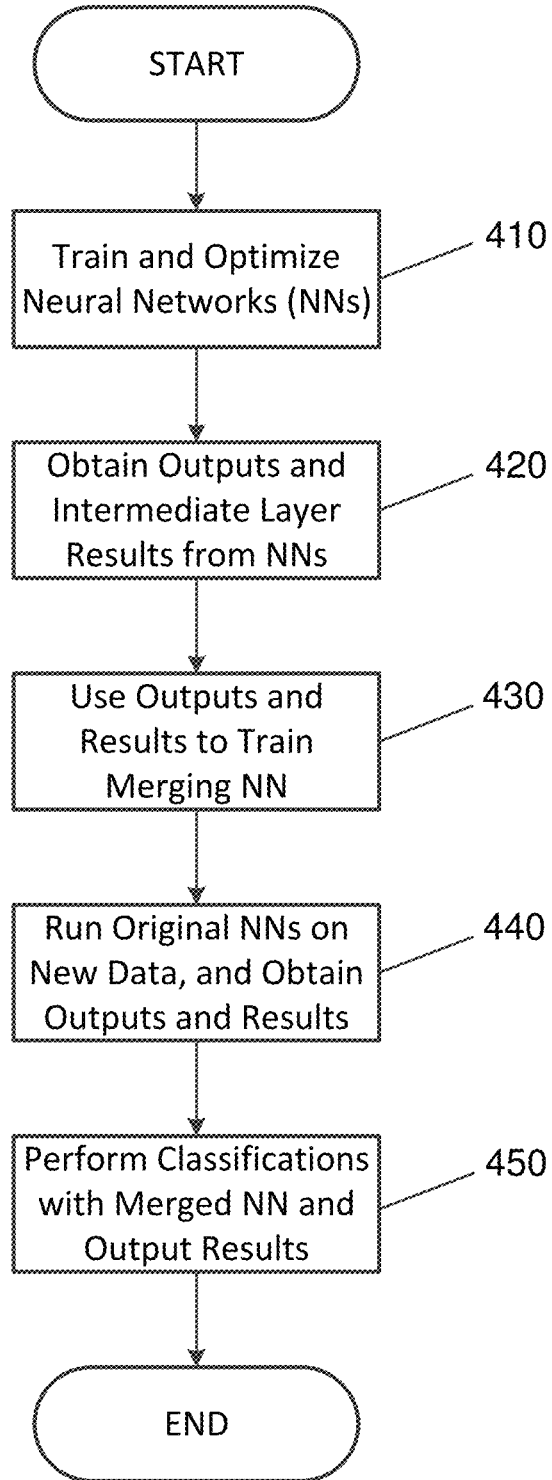 START
Train and Optimize
Neural Networks (NNs)
410
Obtain Outputs and
Intermediate Layer
Results from NNs
420
Use Outputs and
Results to Train
Merging NN
430
Run Original NNs on
New Data, and Obtain
Outputs and Results
440
Perform Classifications
with Merged NN and
Output Results
450
END